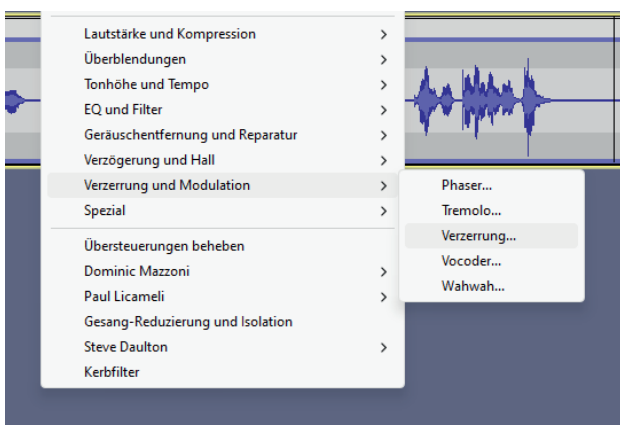 Lautstärke und Kompression
Überblendungen
Tonhöhe und Tempo
EQ und Filter
Geräuschentfernung und Reparatur
Verzögerung und Hall
Verzerrung und Modulation
Spezial
Übersteuerungen beheben
Dominic Mazzoni
Paul Licameli
Gesang-Reduzierung und Isolation
Steve Daulton
Kerbfilter
Phaser...
Tremolo...
Verzerrung...
Vocoder...
Wahwah...